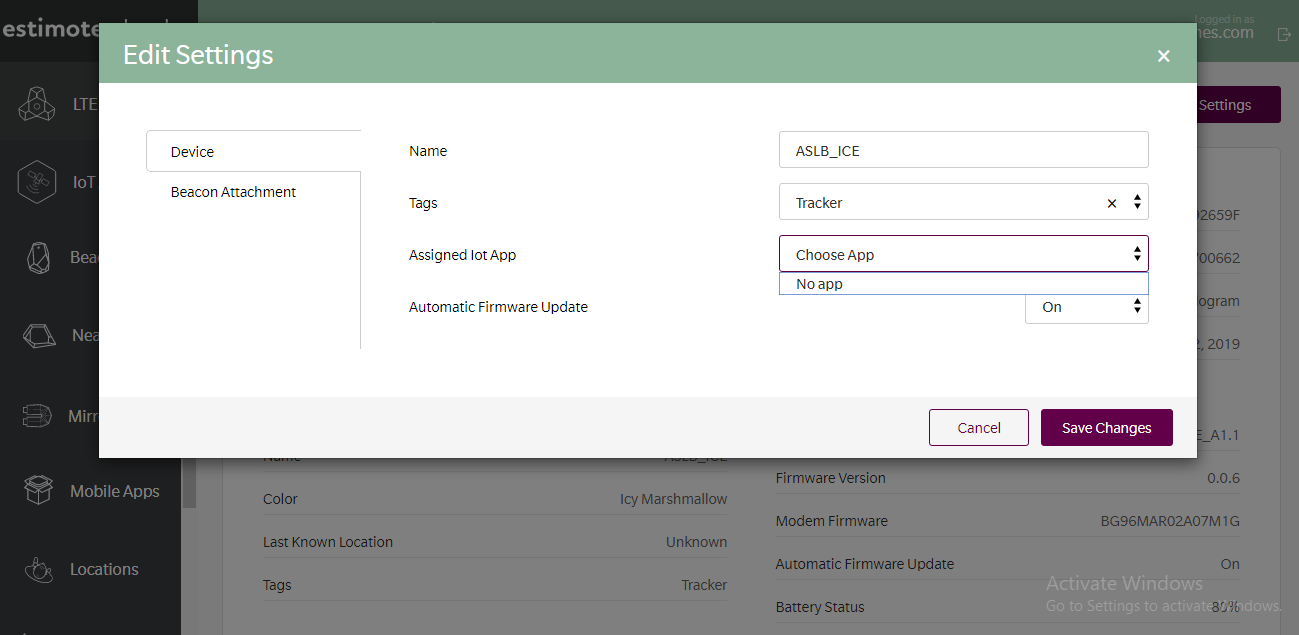 estimote
Logged in as
nes.com
Edit Settings
×
LTE
Settings
Device
Name
ASLB_ICE
IoT
Beacon Attachment
Tags
Tracker
×
02659F
Assigned Iot App
Choose App
Bea
00662
No app
Automatic Firmware Update
On
ogram
Nea
2, 2019
Mirr
Cancel
Save Changes
E_A1.1
Name
ASLB_ICE
Firmware Version
0.0.6
Mobile Apps
Color
Icy Marshmallow
Modem Firmware
BG96MAR02A07M1G
Last Known Location
Unknown
Automatic Firmware Update
On
Locations
Tags
Tracker
Activate Windows
Battery Status
80%
Go to Settings to activate Windows.